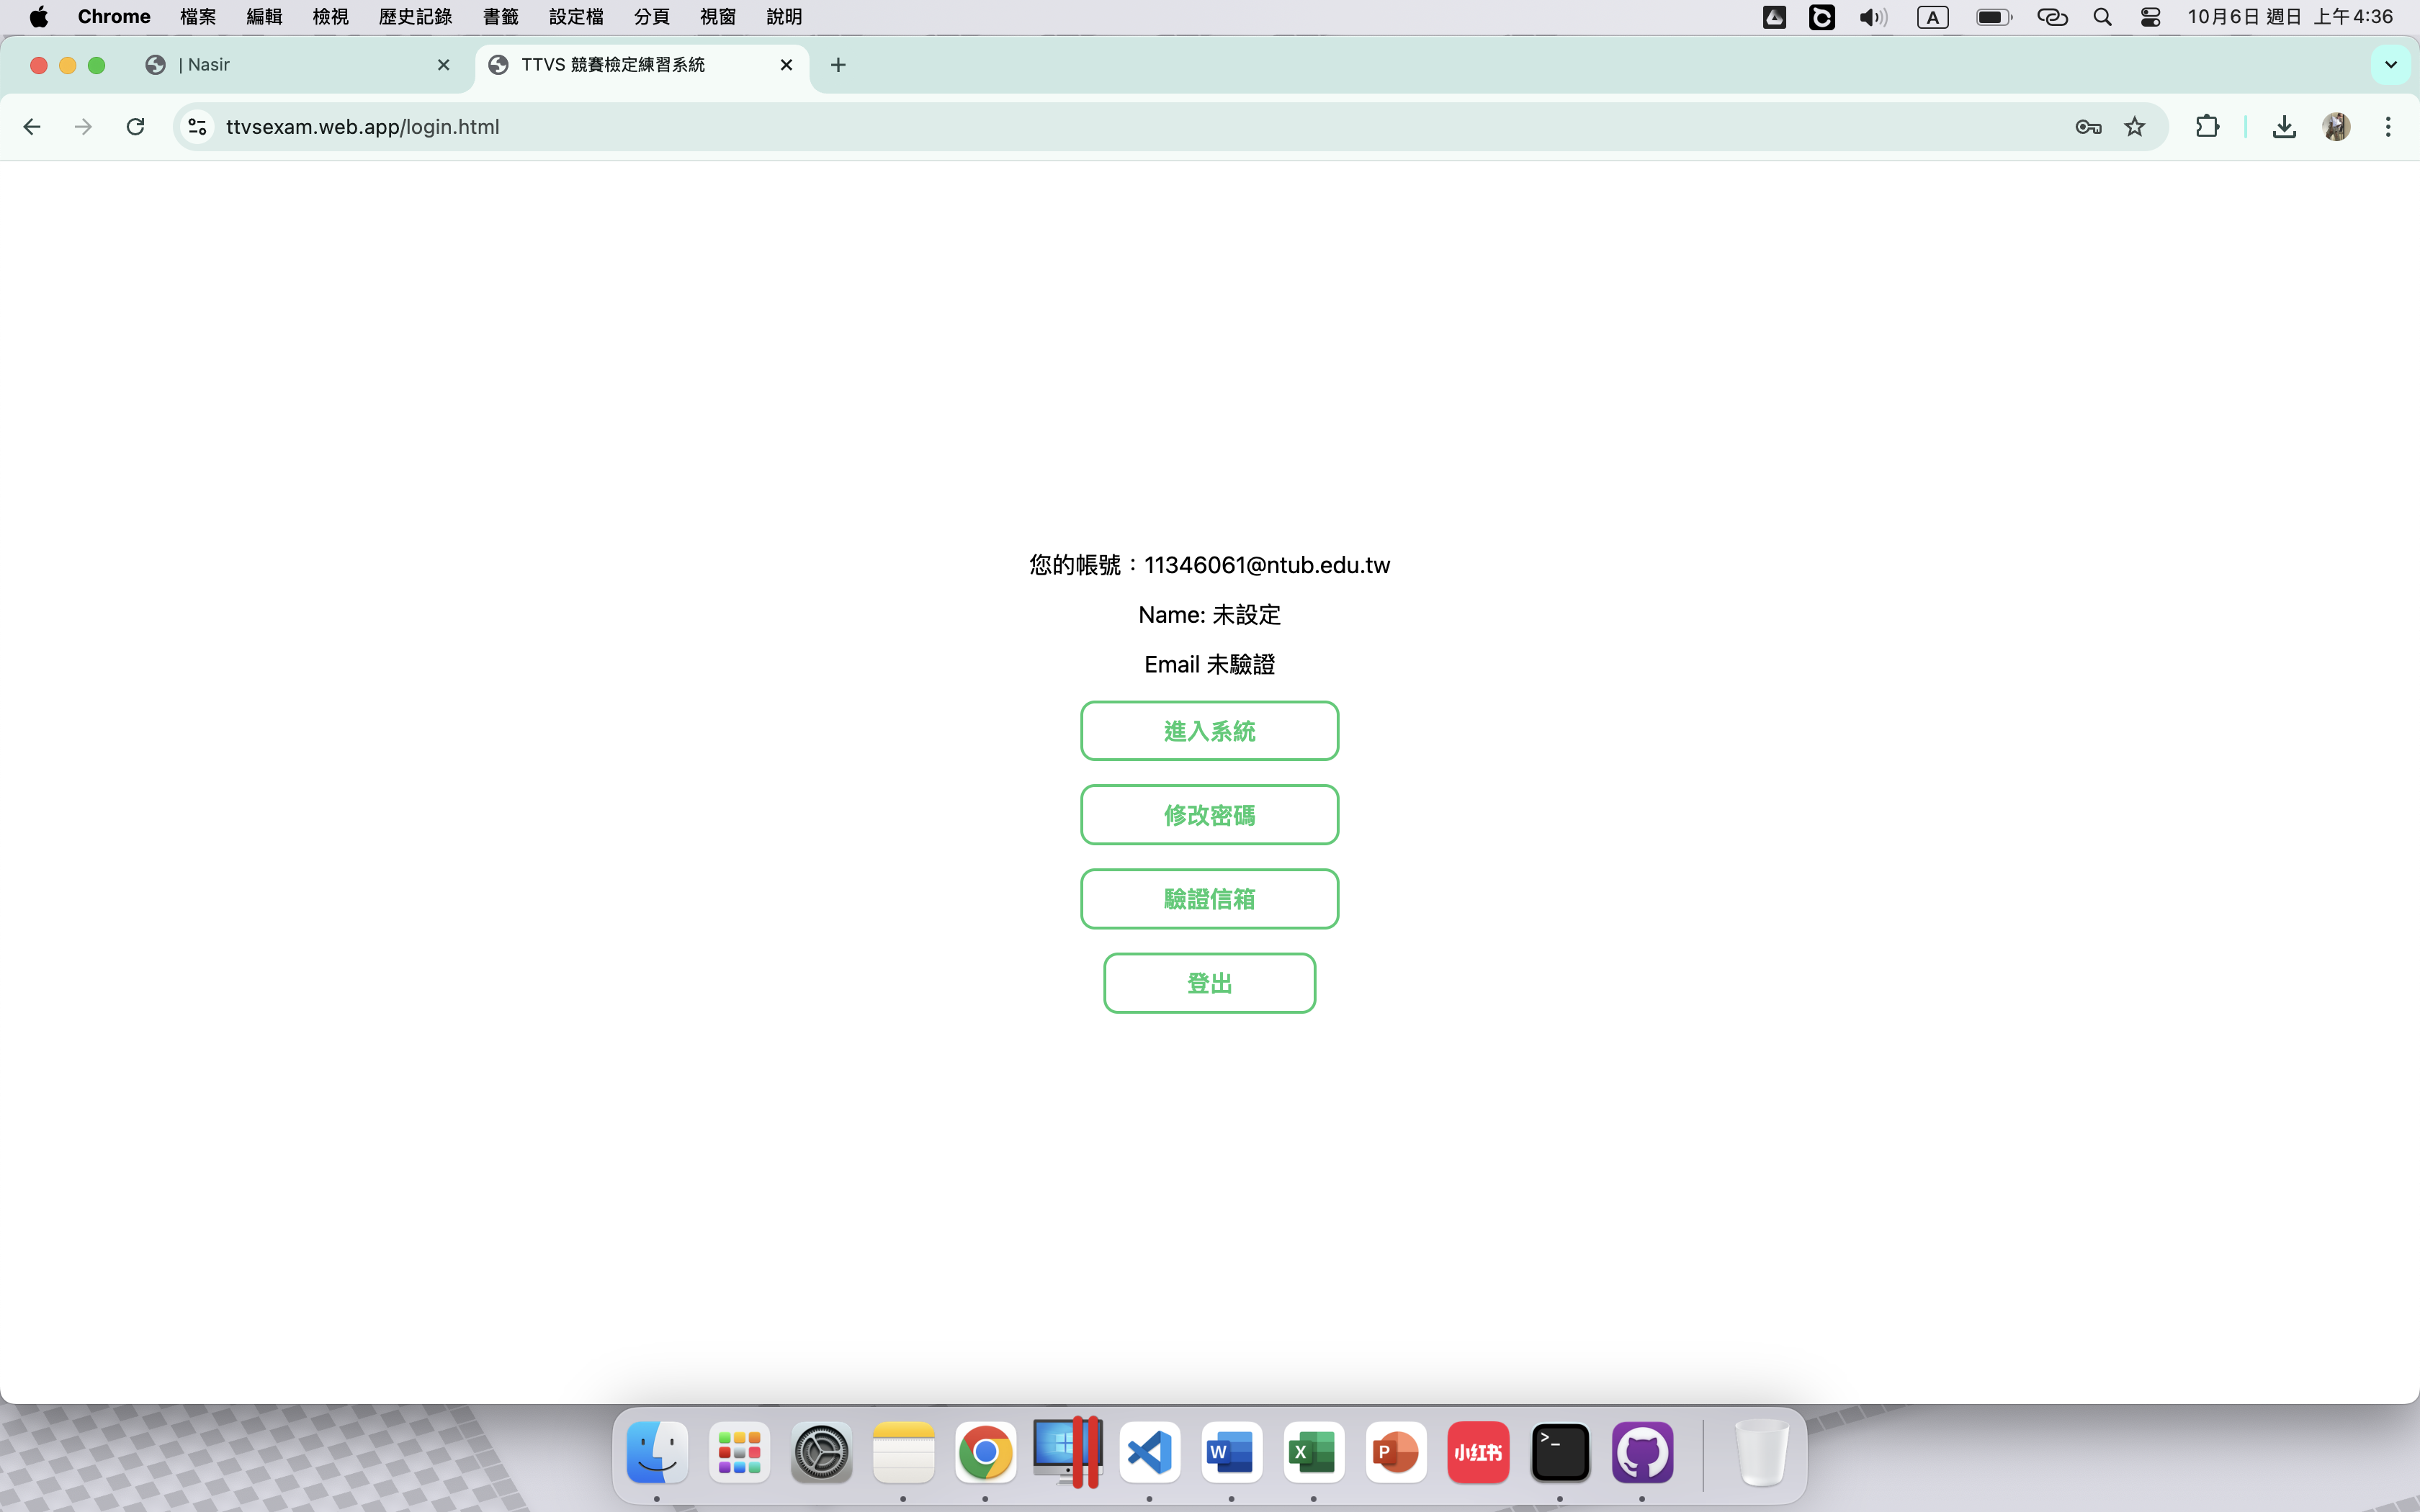 Chrome 檔案 編輯 檢視 歷史記錄 書籤 設定檔 分頁 視窗 說明 A 10月6日 週日 上午4:36
| Nasir TTVS 競賽檢定練習系統
ttvsexam.web.app/login.html
您的帳號：11346061@ntub.edu.tw
Name: 未設定
Email 未驗證
進入系統
修改密碼
驗證信箱
登出
W X P 小红书 >_